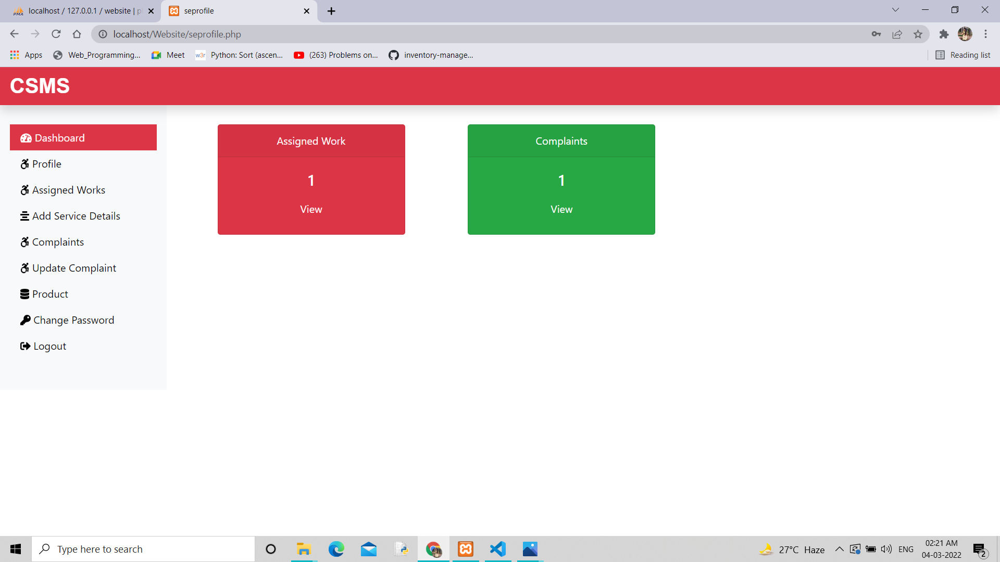 localhost / 127.0.0.1 / website | p
seprofile
localhost/Website/seprofile.php
Apps
Web_Programming...
Meet
w3r
Python: Sort (ascen...
(263) Problems on...
inventory-manage...
Reading list
CSMS
Dashboard
Profile
Assigned Works
Add Service Details
Complaints
Update Complaint
Product
Change Password
Logout
Assigned Work
1
View
Complaints
1
View
Type here to search
27°C Haze
ENG
02:21 AM
04-03-2022
2
PMA